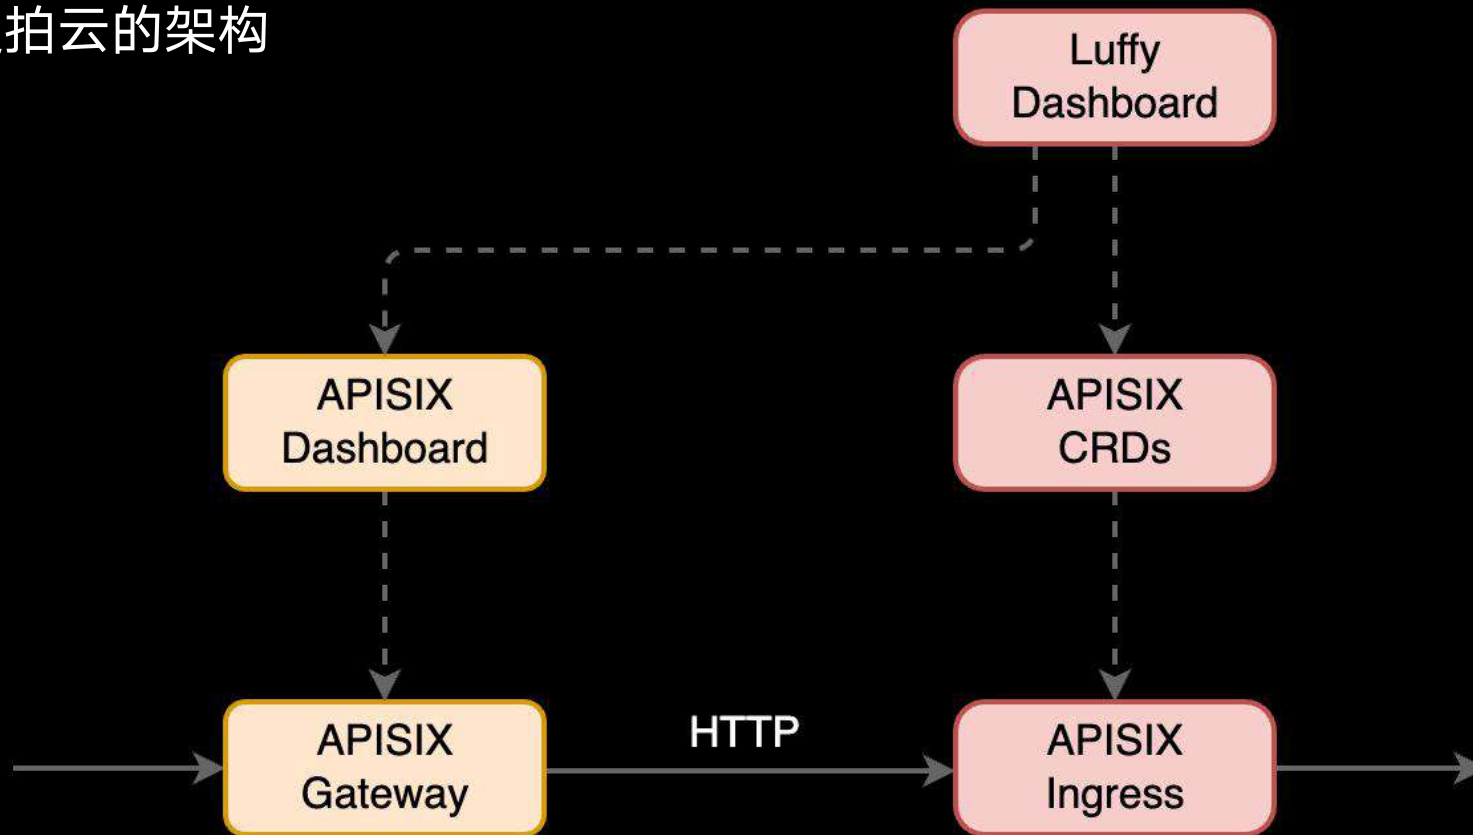 拍云的架构
Luffy
Dashboard
APISIX
Dashboard
APISIX
CRDs
HTTP
APISIX
Gateway
APISIX
Ingress